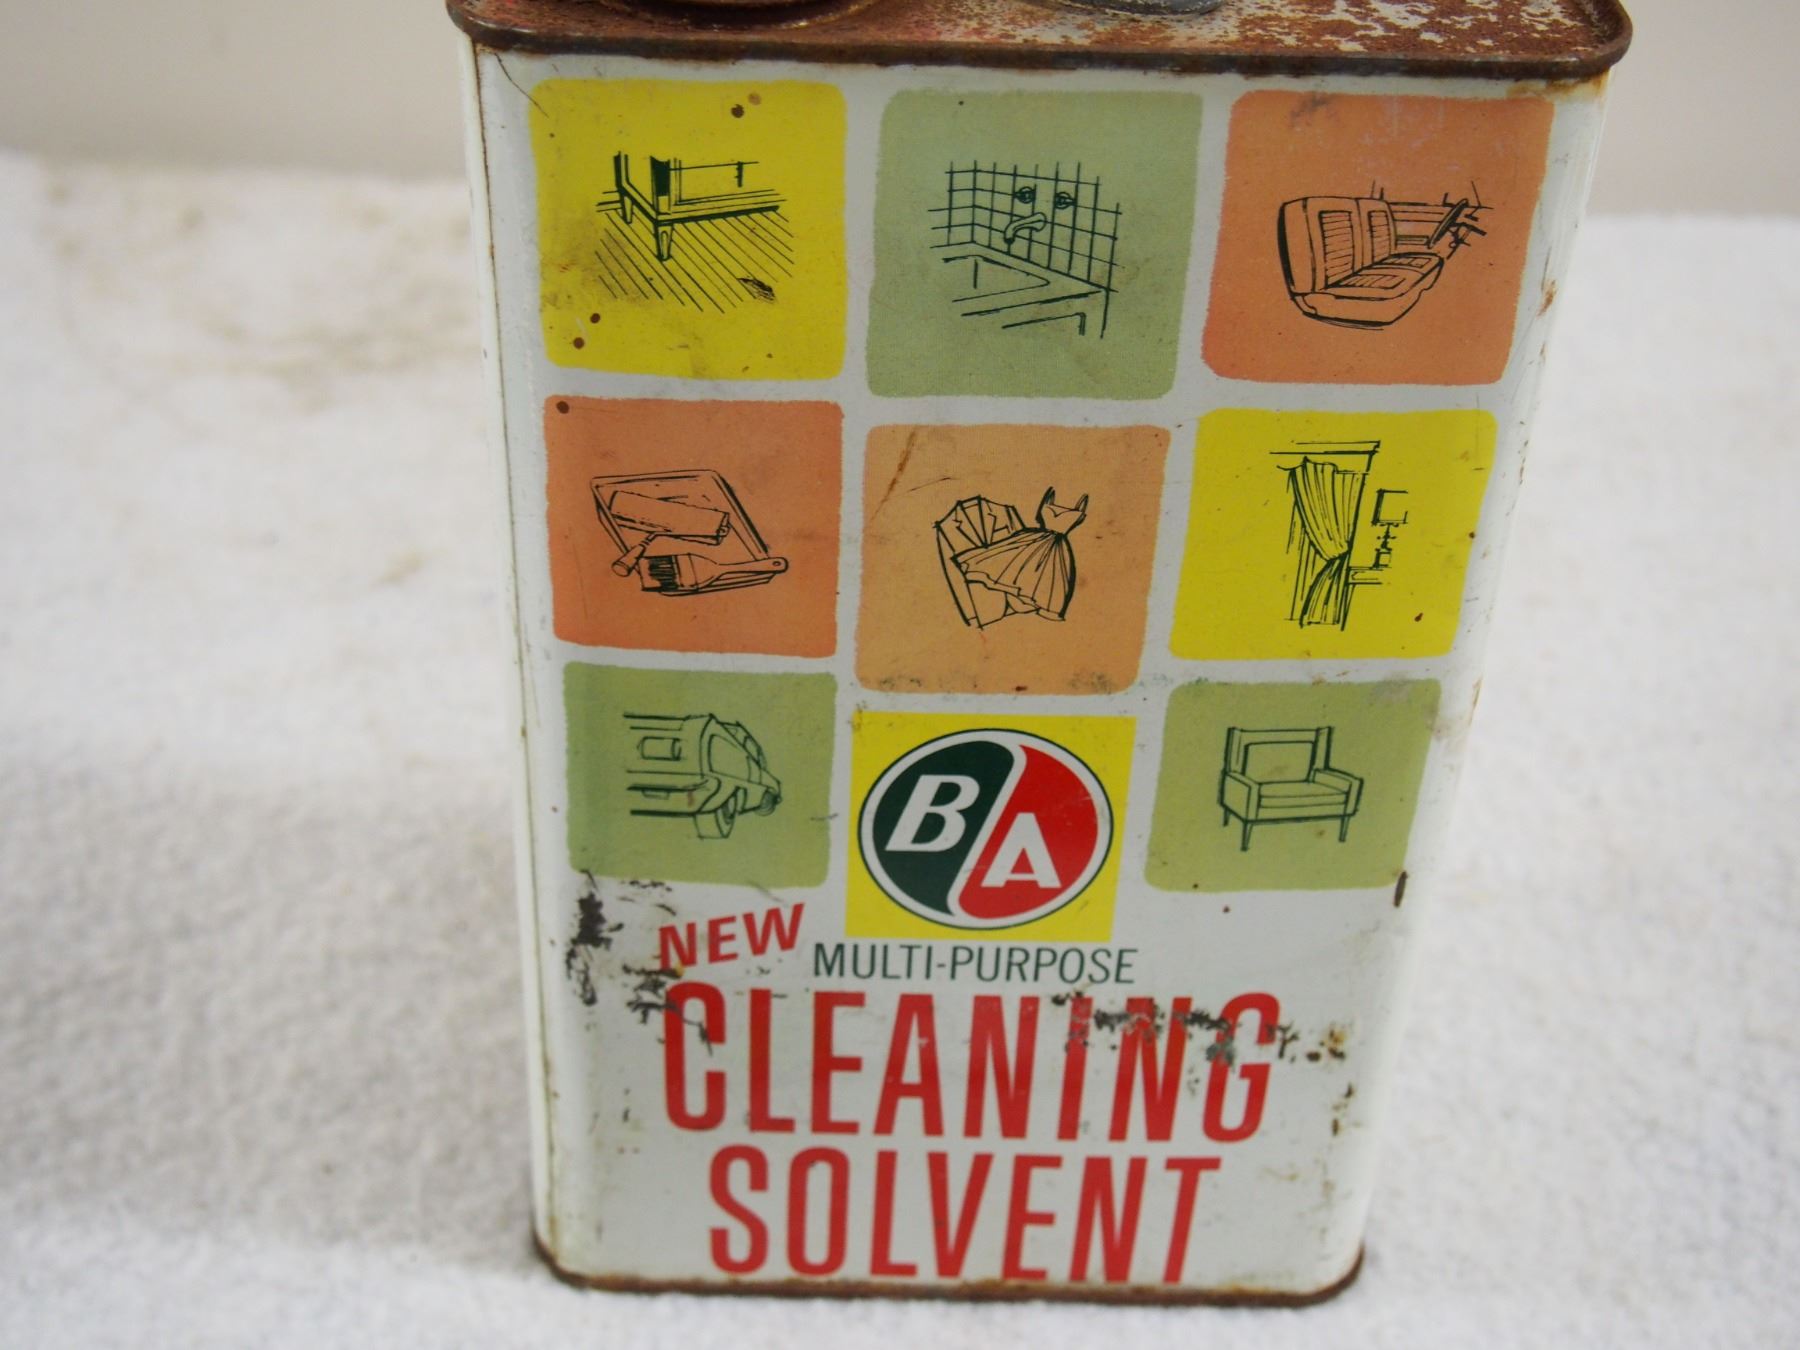 BA
NEW
MULTI-PURPOSE
CLEANING
SOLVENT